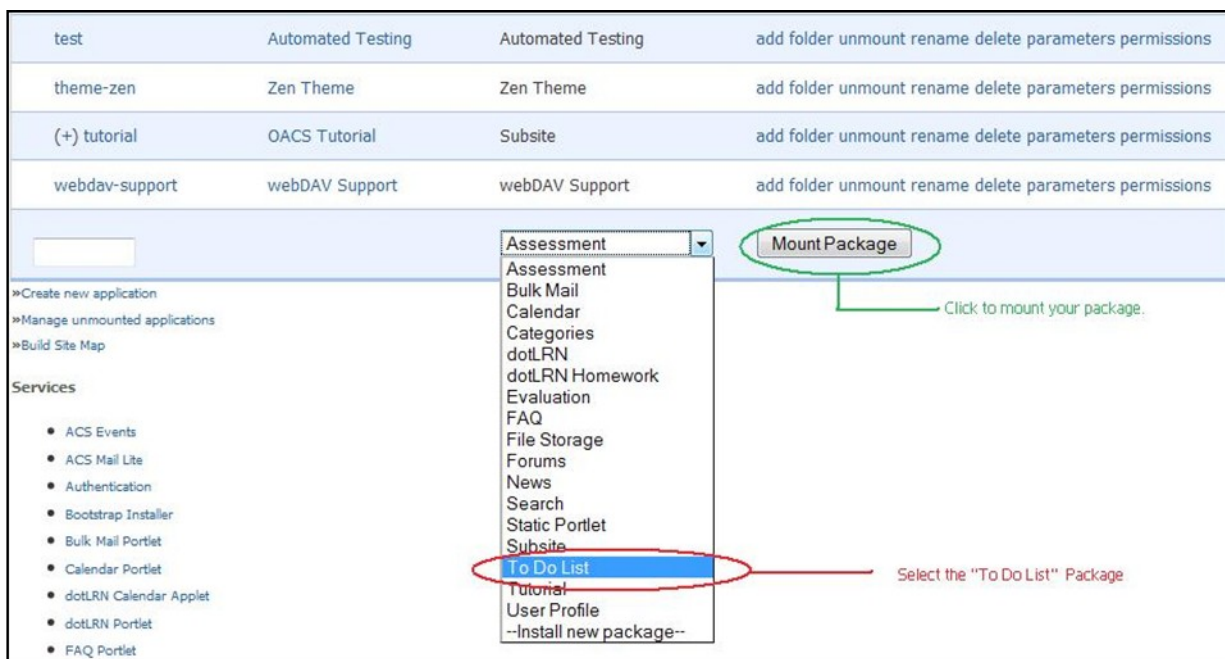 test Automated Testing Automated Testing add folder unmount rename delete parameters permissions
theme-zen Zen Theme Zen Theme add folder unmount rename delete parameters permissions
(+) tutorial OACS Tutorial Subsite add folder unmount rename delete parameters permissions
webdav-support webDAV Support webDAV Support add folder unmount rename delete parameters permissions
Assessment Mount Package
Click to mount your package.
Assessment
Bulk Mail
Calendar
Categories
dotLRN
dotLRN Homework
Evaluation
FAQ
File Storage
Forums
News
Search
Static Portlet
Subsite
To Do List
Select the "To Do List" Package
Tutorial
User Profile
--Install new package--
»Create new application
»Manage unmounted applications
»Build Site Map
Services
• ACS Events
• ACS Mail Lite
• Authentication
• Bootstrap Installer
• Bulk Mail Portlet
• Calendar Portlet
• dotLRN Calendar Applet
• dotLRN Portlet
• FAQ Portlet